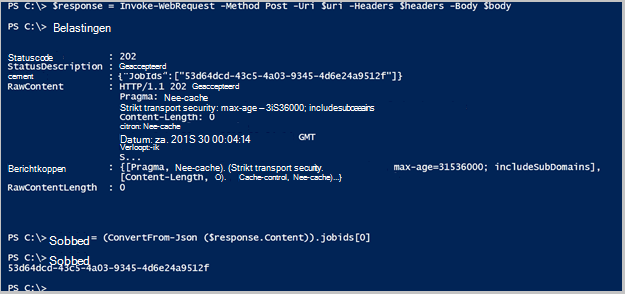 PS C:\> $response = Invoke-WebRequest -Method Post -Uri $uri -Headers $headers -Body $body
PS C:\> Belastingen
Statuscode : 202
StatusDescription : Geaccepteerd
cement : {"JobIds":["53d64dcd-43c5-4a03-9345-4d6e24a9512f"]}
RawContent : HTTP/1.1 202 Geaccepteerd
Pragma: Nee-cache
Strikt transport security: max-age – 3iS36000; includesuboceains
Content-Length: 0
citron: Nee-cache
Datum: za. 201S 30 00:04:14 GMT
Verloopt:-ik
S...
Berichtkoppen : {[Pragma, Nee-cache). (Strikt transport security. max-age=31536000; includeSubDomains],
[Content-Length, O). Cache-control, Nee-cache)...}
RawContentLength : 0
PS C:\> Sobbed = (ConvertFrom-Json ($response.Content)).jobids[0]
PS C:\> Sobbed
53d64dcd-43c5-4a03-9345-4d6e24a9512f
PS C:\>